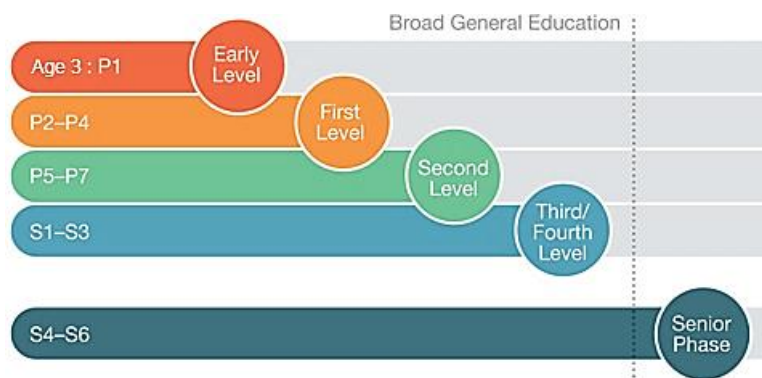 Broad General Education
Age 3 : P1
Early
Level
P2–P4
First
Level
P5–P7
Second
Level
S1–S3
Third/
Fourth
Level
S4–S6
Senior
Phase